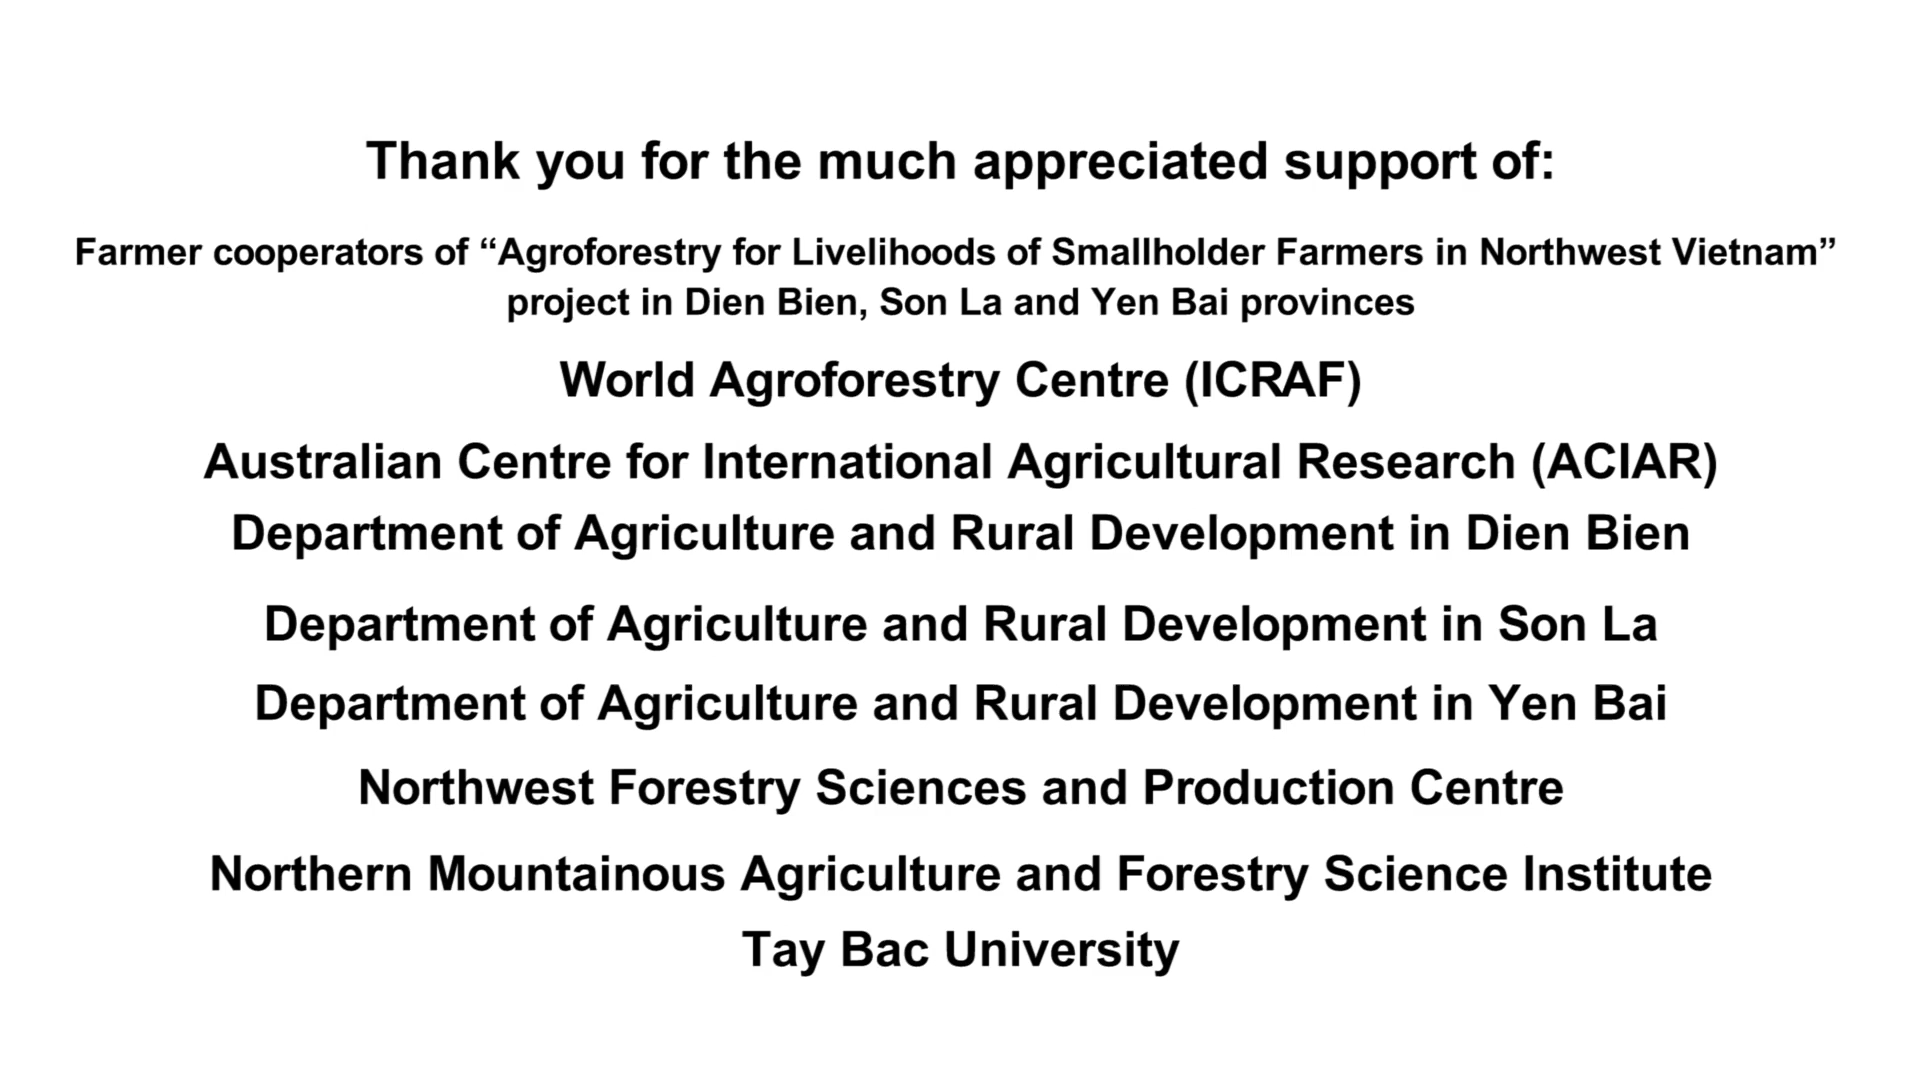 Thank you for the much appreciated support of:
Farmer cooperators of “Agroforestry for Livelihoods of Smallholder Farmers in Northwest Vietnam”
project in Dien Bien, Son La and Yen Bai provinces
World Agroforestry Centre (ICRAF)
Australian Centre for International Agricultural Research (ACIAR)
Department of Agriculture and Rural Development in Dien Bien
Department of Agriculture and Rural Development in Son La
Department of Agriculture and Rural Development in Yen Bai
Northwest Forestry Sciences and Production Centre
Northern Mountainous Agriculture and Forestry Science Institute
Tay Bac University